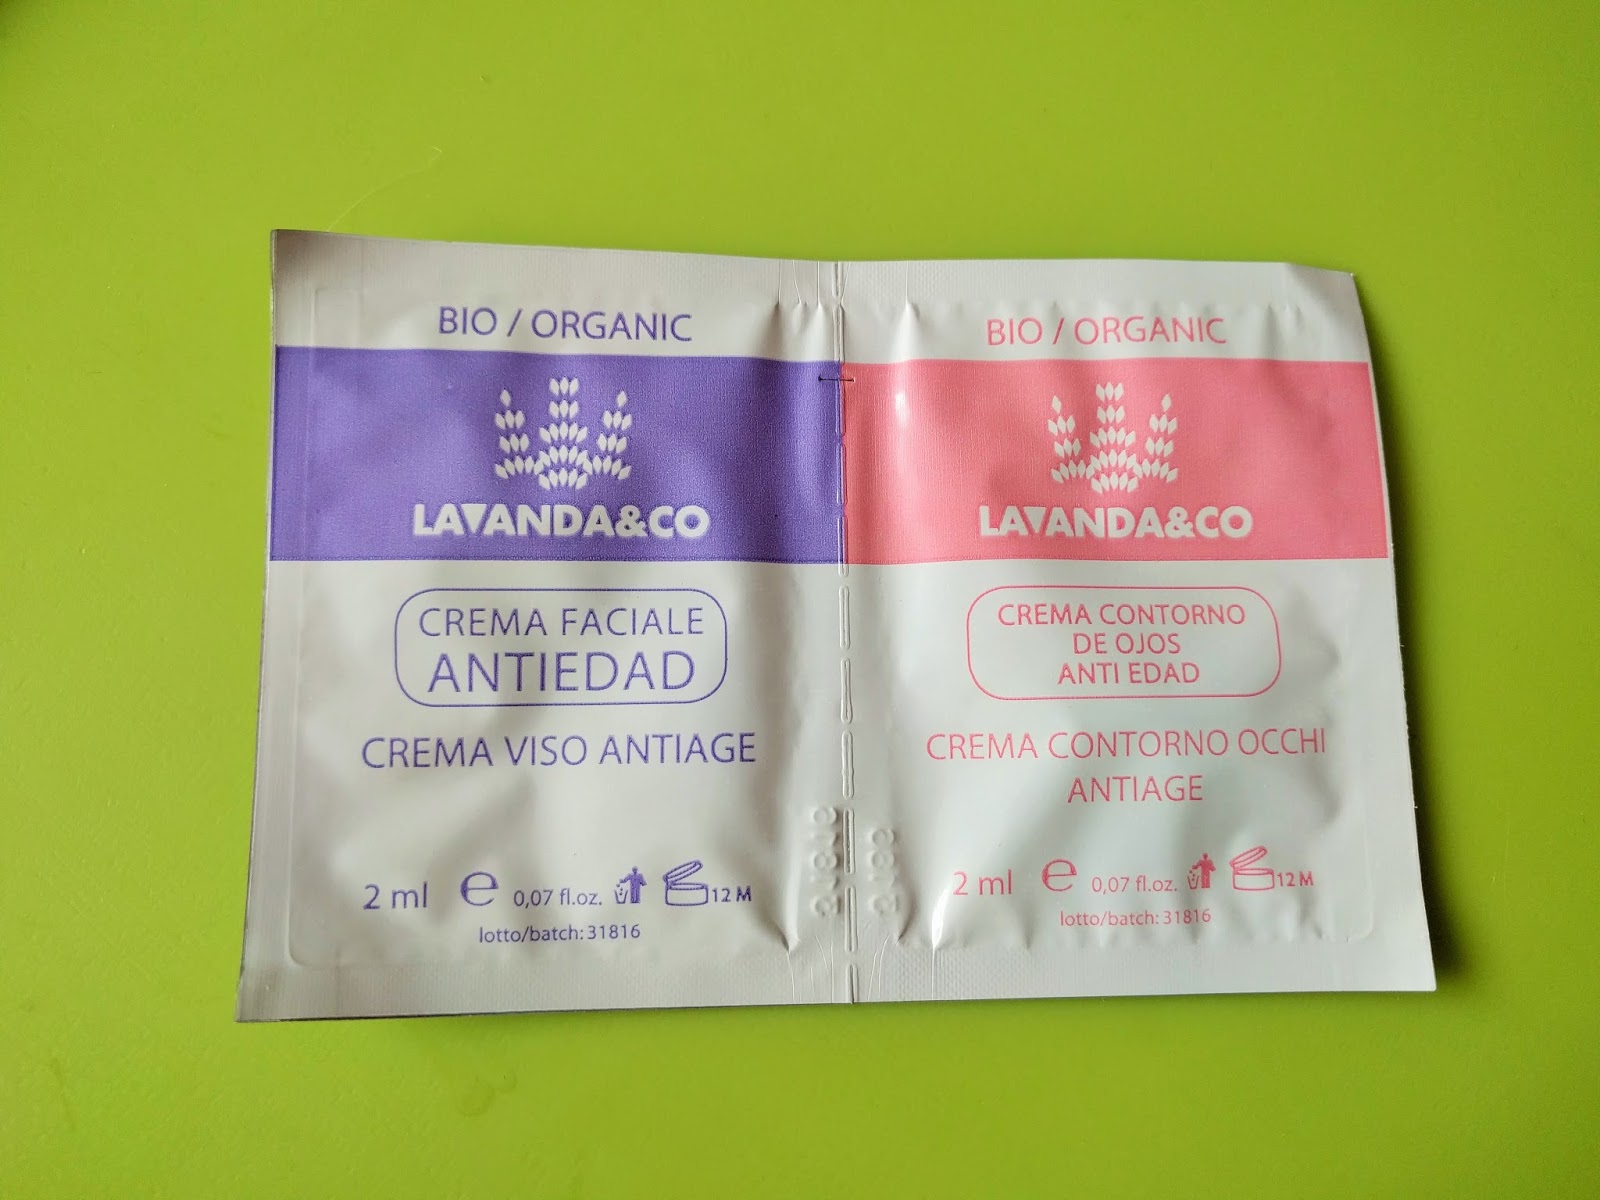 BIO / ORGANIC
LAVANDA&CO
CREMA FACIALE
ANTIEDAD
CREMA VISO ANTIAGE
2 ml e 0,07 fl.oz. 12 M
lotto/batch: 31816
BIO / ORGANIC
LAVANDA&CO
CREMA CONTORNO
DE OJOS
ANTI EDAD
CREMA CONTORNO OCCHI
ANTIAGE
2 ml e 0,07 fl.oz. 12 M
lotto/batch: 31816